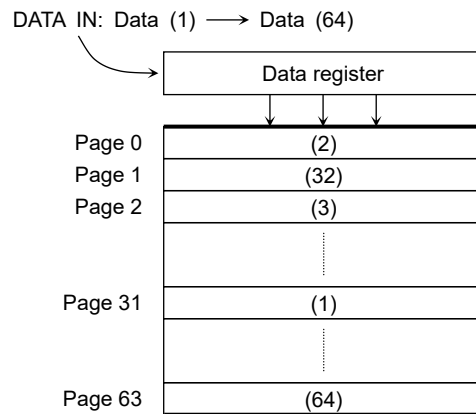 DATA IN: Data (1) ⟶ Data (64)
Data register
Page 0 (2)
Page 1 (32)
Page 2 (3)
Page 31 (1)
Page 63 (64)